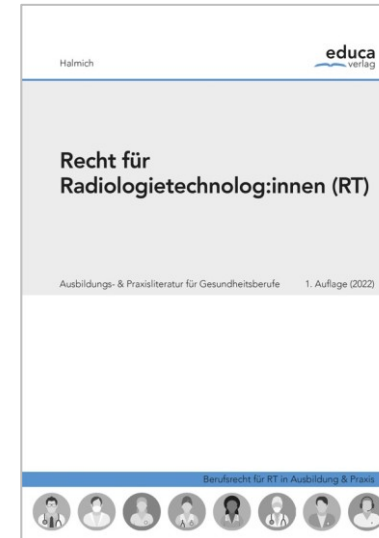 Halmich
educa
verlag
Recht für
Radiologietechnolog:innen (RT)
Ausbildungs- & Praxisliteratur für Gesundheitsberufe 1. Auflage (2022)
Berufsrecht für RT in Ausbildung & Praxis